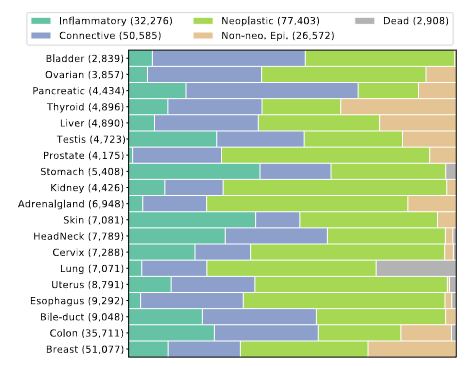 Inflammatory (32,276) Neoplastic (77,403) Dead (2,908)
Connective (50,585) Non-neo. Epi. (26,572)
Bladder (2,839)
Ovarian (3,857)
Pancreatic (4,434)
Thyroid (4,896)
Liver (4,890)
Testis (4,723)
Prostate (4,175)
Stomach (5,408)
Kidney (4,426)
Adrenalgland (6,948)
Skin (7,081)
HeadNeck (7,789)
Cervix (7,288)
Lung (7,071)
Uterus (8,791)
Esophagus (9,292)
Bile-duct (9,048)
Colon (35,711)
Breast (51,077)